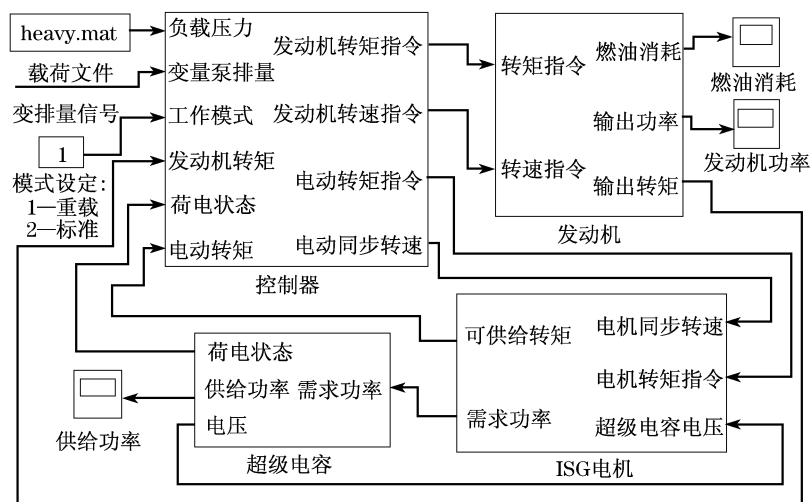 heavy.mat
载荷文件
变排量信号
1
模式设定:
1—重载
2—标准
负载压力
变量泵排量
工作模式
发动机转矩
荷电状态
电动转矩
发动机转矩指令
发动机转速指令
电动转矩指令
电动同步转速
控制器
转矩指令
转速指令
燃油消耗
输出功率
输出转矩
发动机
燃油消耗
发动机功率
荷电状态
供给功率
电压
需求功率
超级电容
供给功率
可供给转矩
需求功率
电机同步转速
电机转矩指令
超级电容电压
ISG电机